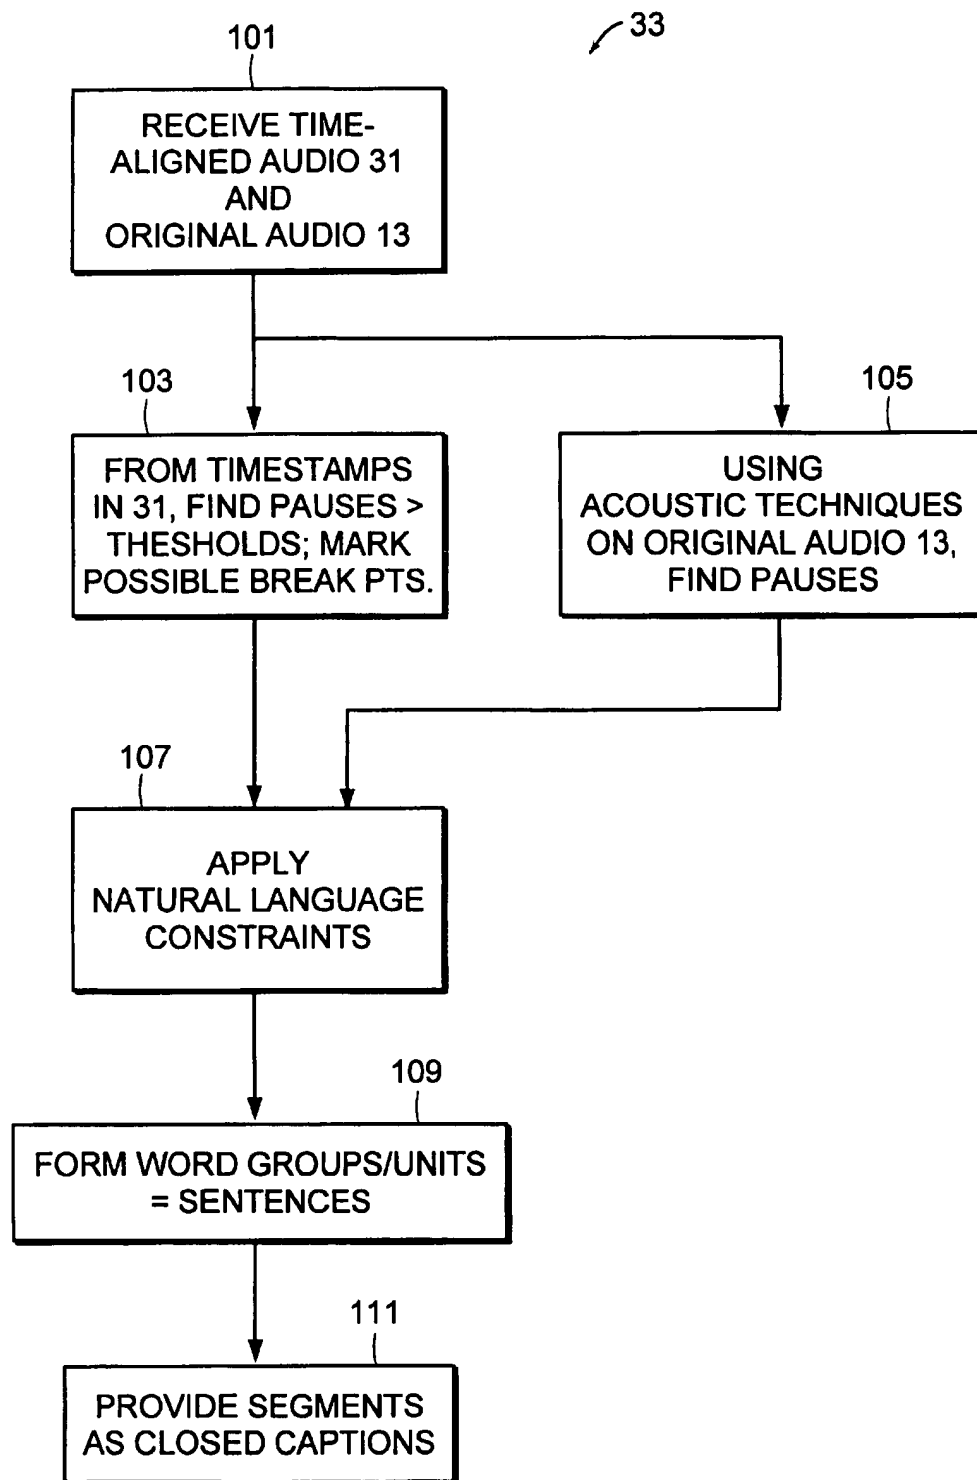 33
101
RECEIVE TIME-
ALIGNED AUDIO 31
AND
ORIGINAL AUDIO 13
103
FROM TIMESTAMPS
IN 31, FIND PAUSES >
THESHOLDS; MARK
POSSIBLE BREAK PTS.
105
USING
ACOUSTIC TECHNIQUES
ON ORIGINAL AUDIO 13,
FIND PAUSES
107
APPLY
NATURAL LANGUAGE
CONSTRAINTS
109
FORM WORD GROUPS/UNITS
= SENTENCES
111
PROVIDE SEGMENTS
AS CLOSED CAPTIONS